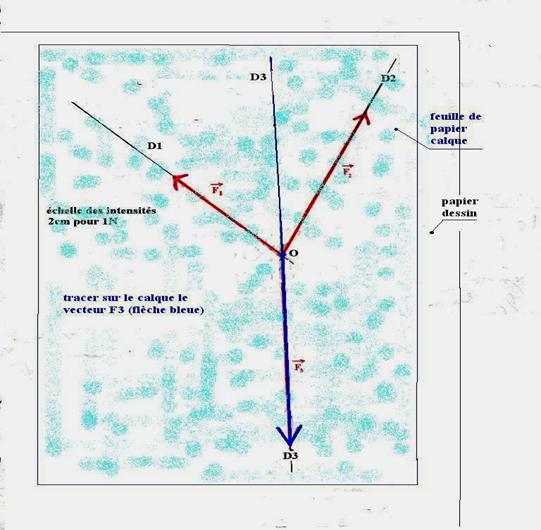 D3
D2
D1
feuille de
papier
calque
F₁
F₂
papier
dessin
échelle des intensités
2cm pour 1N
O
tracer sur le calque le
vecteur F3 (flèche bleue)
F₃
D3